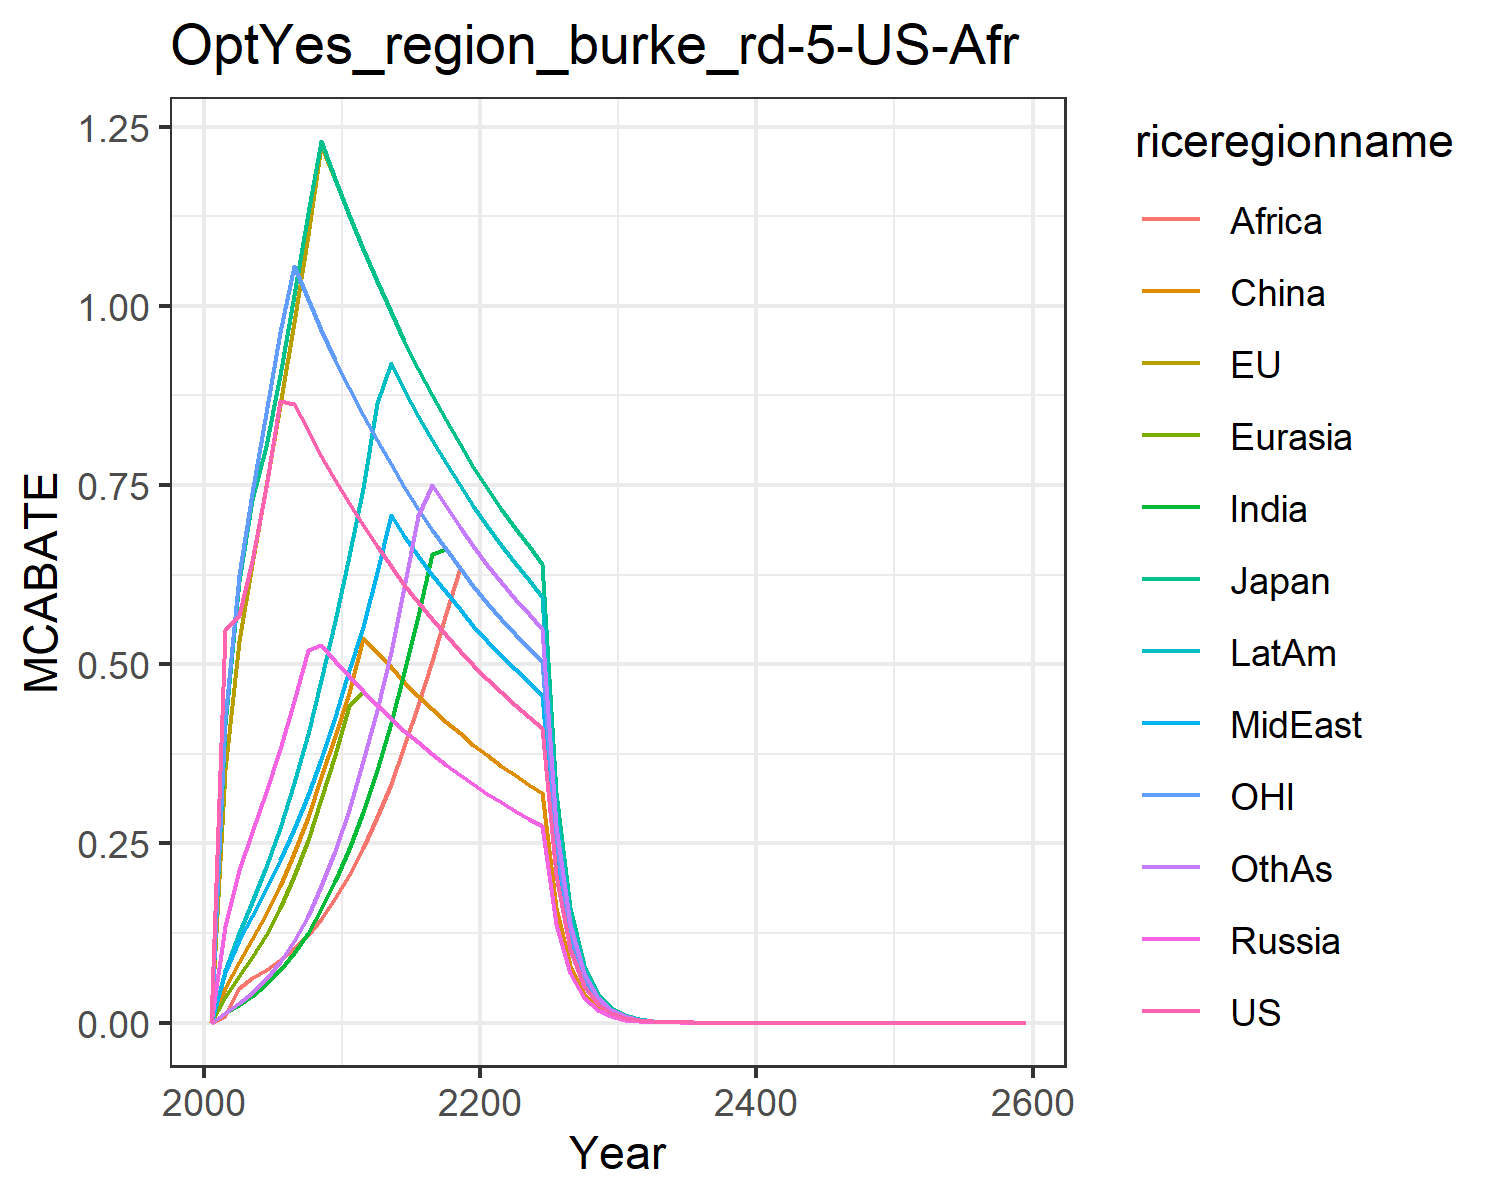 OptYes_region_burke_rd-5-US-Afr
1.25
1.00
0.75
0.50
0.25
0.00
MCABATE
2000 2200 2400 2600
Year
riceregionname
Africa
China
EU
Eurasia
India
Japan
LatAm
MidEast
OHI
OthAs
Russia
US